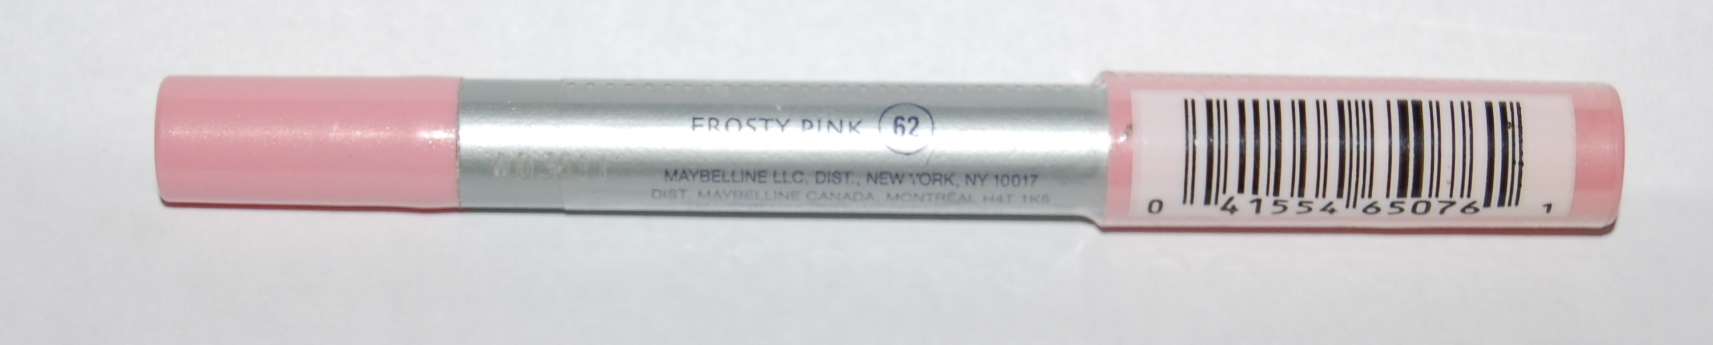 FROSTY PINK 62
MAYBELLINE LLC, DIST., NEW YORK, NY 10017
DIST. MAYBELLINE CANADA, MONTRÉAL H4T 1K5
0 41554 65076 1